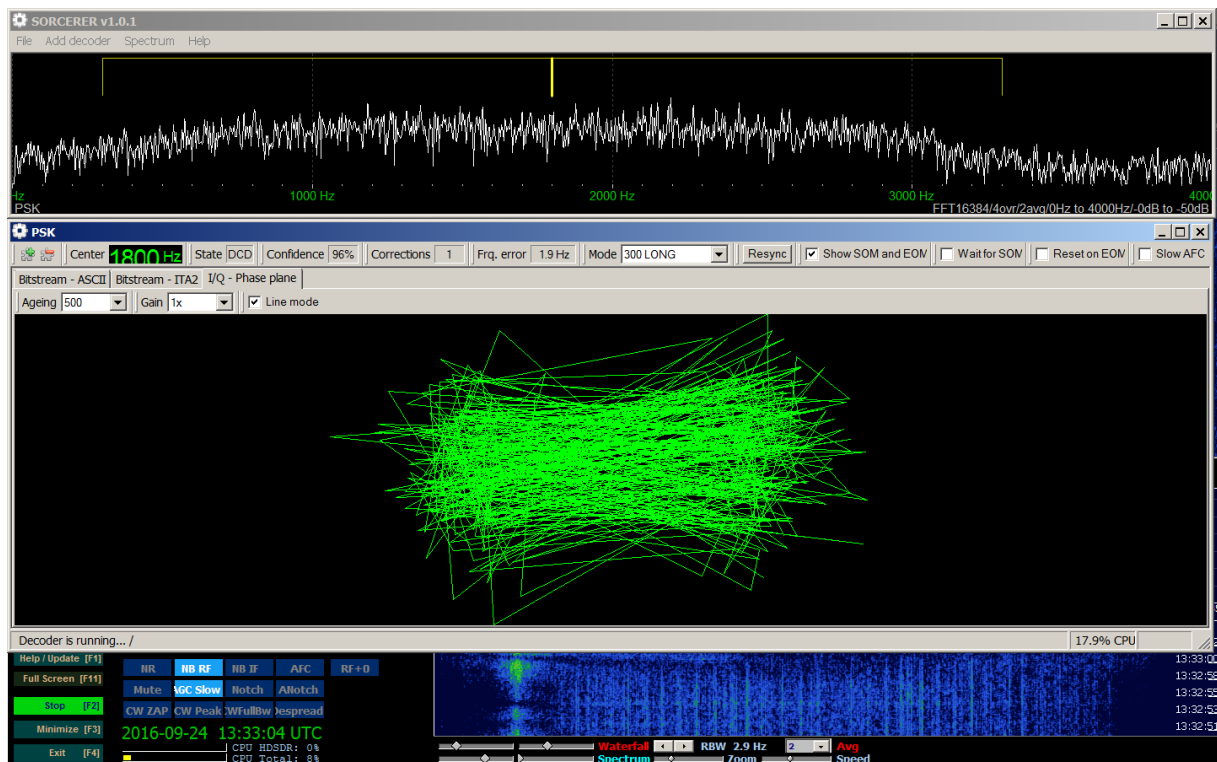 SORCERER v1.0.1
File Add decoder Spectrum Help
Hz 1000 Hz 2000 Hz 3000 Hz 4000
PSK FFT16384/4ovr/2avg/0Hz to 4000Hz/-0dB to -50dB
PSK
Center 1800 Hz State DCD Confidence 96% Corrections 1 Frq. error 1.9 Hz Mode 300 LONG Resync Show SOM and EOM Wait for SOM Reset on EOM Slow AFC
Bitstream - ASCII Bitstream - ITA2 I/Q - Phase plane
Ageing 500 Gain 1x Line mode
Decoder is running... / 17.9% CPU
Help / Update [F1] 13:33:00
NR NB RF NB IF AFC RF+0
Full Screen [F11] 13:32:58
Mute AGC Slow Notch ANotch 13:32:55
Stop [F2] CW ZAP CW Peak CWFullBw Despread 13:32:53
Minimize [F3] 2016-09-24 13:33:04 UTC 13:32:51
CPU HDSDR: 0% Waterfall RBW 2.9 Hz 2 Avg
Exit [F4] CPU Total: 8% Spectrum Zoom Speed